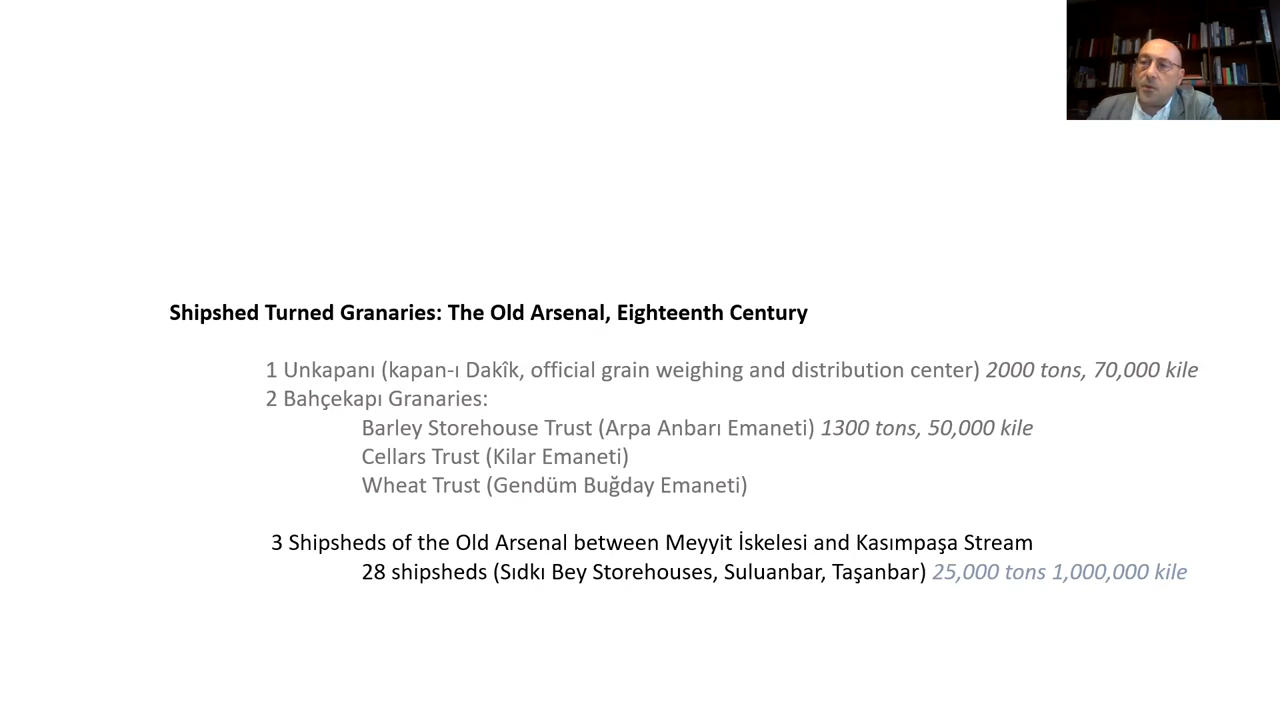 Shipshed Turned Granaries: The Old Arsenal, Eighteenth Century
1 Unkapanı (kapan-ı Dakîk, official grain weighing and distribution center) 2000 tons, 70,000 kile
2 Bahçekapı Granaries:
Barley Storehouse Trust (Arpa Anbarı Emaneti) 1300 tons, 50,000 kile
Cellars Trust (Kilar Emaneti)
Wheat Trust (Gendüm Buğday Emaneti)
3 Shipsheds of the Old Arsenal between Meyyit İskelesi and Kasımpaşa Stream
28 shipsheds (Sıdkı Bey Storehouses, Suluanbar, Taşanbar) 25,000 tons 1,000,000 kile